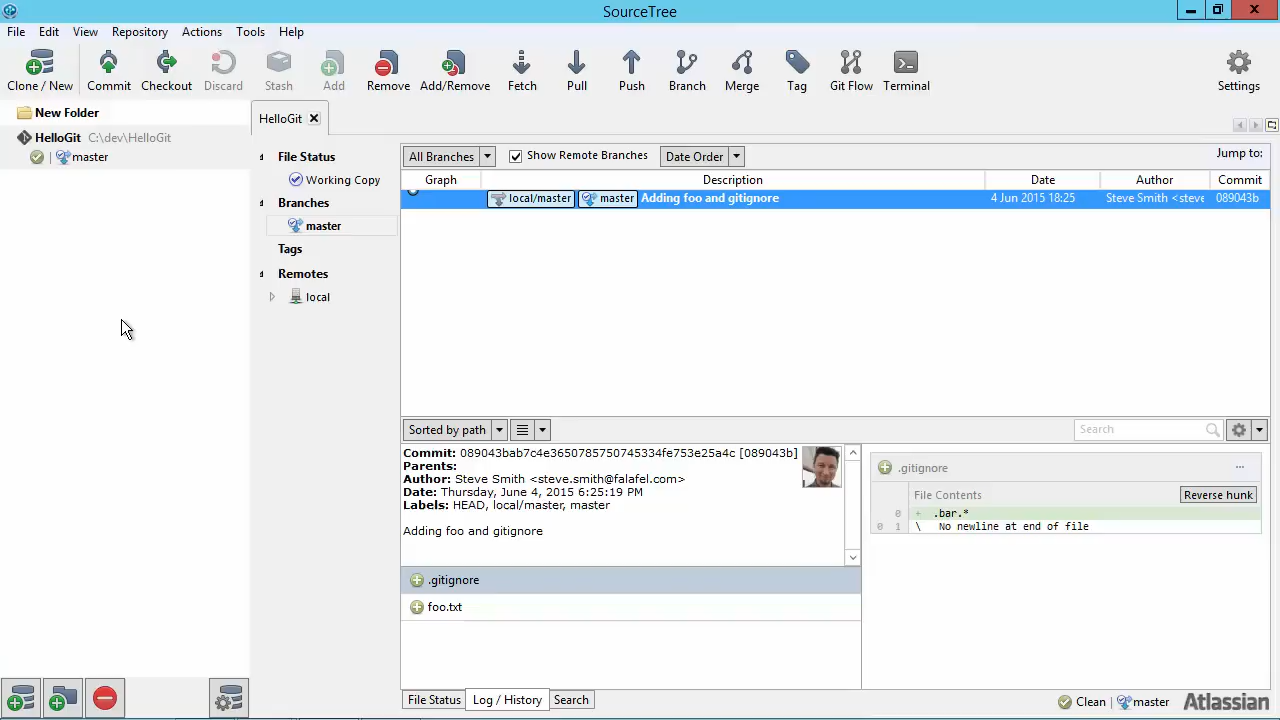 SourceTree
File Edit View Repository Actions Tools Help
Clone / New Commit Checkout Discard Stash Add Remove Add/Remove Fetch Pull Push Branch Merge Tag Git Flow Terminal Settings
New Folder
HelloGit C:\dev\HelloGit
master
HelloGit
File Status
Working Copy
Branches
master
Tags
Remotes
local
All Branches Show Remote Branches Date Order Jump to:
Graph Description Date Author Commit
local/master master Adding foo and gitignore 4 Jun 2015 18:25 Steve Smith <steve 089043b
Sorted by path Search
Commit: 089043bab7c4e3650785750745334fe753e25a4c [089043b]
Parents:
Author: Steve Smith <steve.smith@falafel.com>
Date: Thursday, June 4, 2015 6:25:19 PM
Labels: HEAD, local/master, master
Adding foo and gitignore
.gitignore
foo.txt
.gitignore ...
File Contents Reverse hunk
0 + .bar.*
0 1 \ No newline at end of file
File Status Log / History Search
Clean master Atlassian